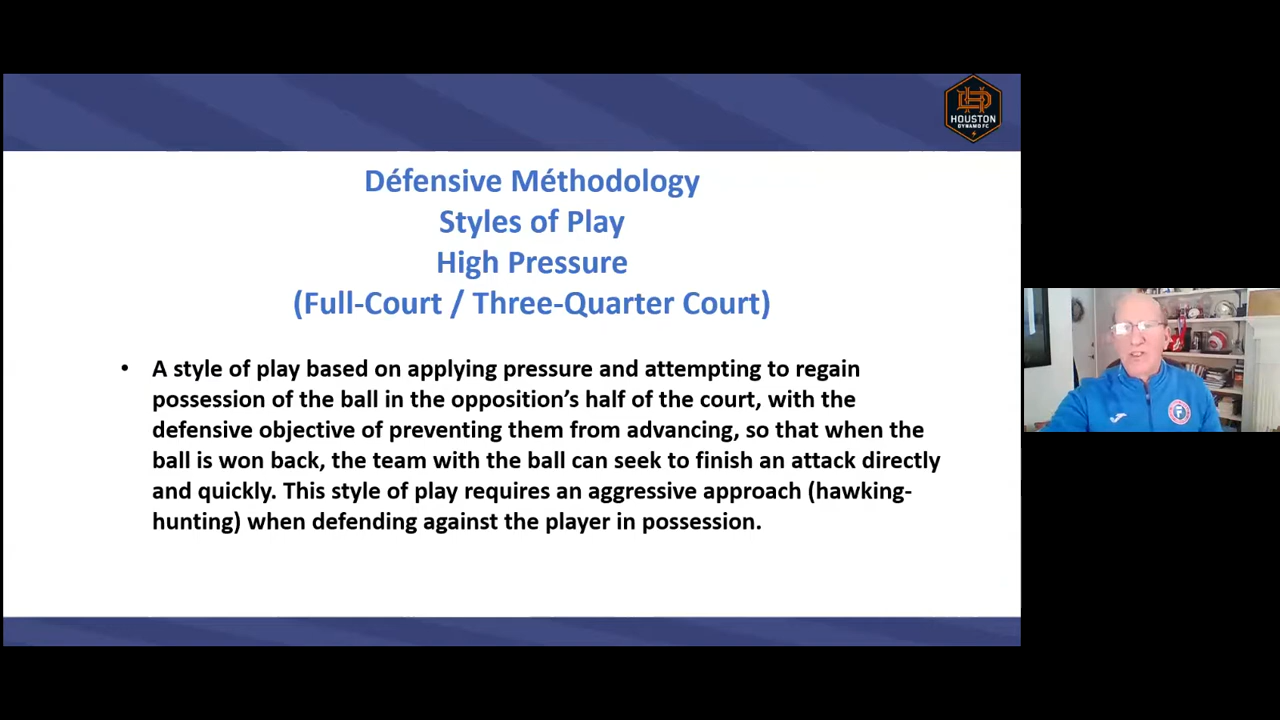 HOUSTON
DYNAMO FC
Défensive Méthodology
Styles of Play
High Pressure
(Full-Court / Three-Quarter Court)
• A style of play based on applying pressure and attempting to regain
possession of the ball in the opposition’s half of the court, with the
defensive objective of preventing them from advancing, so that when the
ball is won back, the team with the ball can seek to finish an attack directly
and quickly. This style of play requires an aggressive approach (hawking-
hunting) when defending against the player in possession.